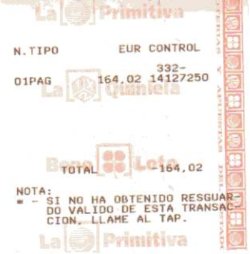 La Primitiva
N.TIPO EUR CONTROL
332-
01PAG 164,02 14127250
La Quiniela
Bono Loto
TOTAL -164,02
NOTA:
* - SI NO HA OBTENIDO RESGUAR-
DO VALIDO DE ESTA TRANSAC-
CION, LLAME AL TAP.
La Primitiva